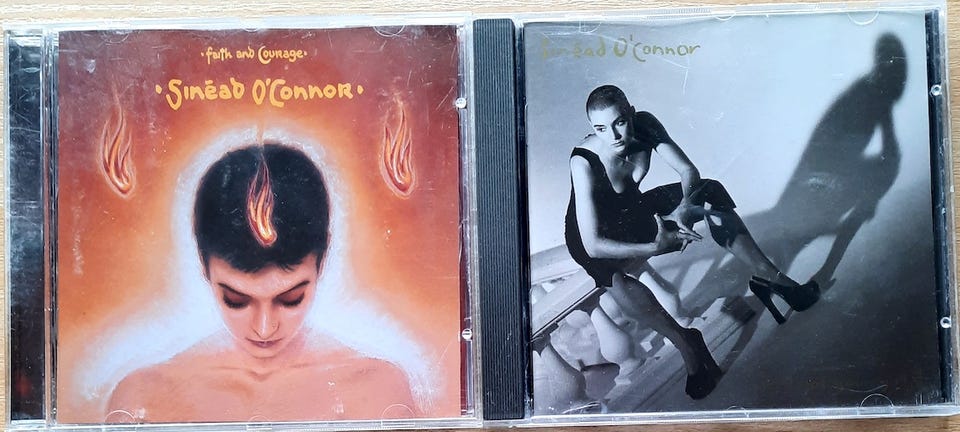 ·faith and Courage·
·Sinéad O'Connor·
Sinéad O'Connor